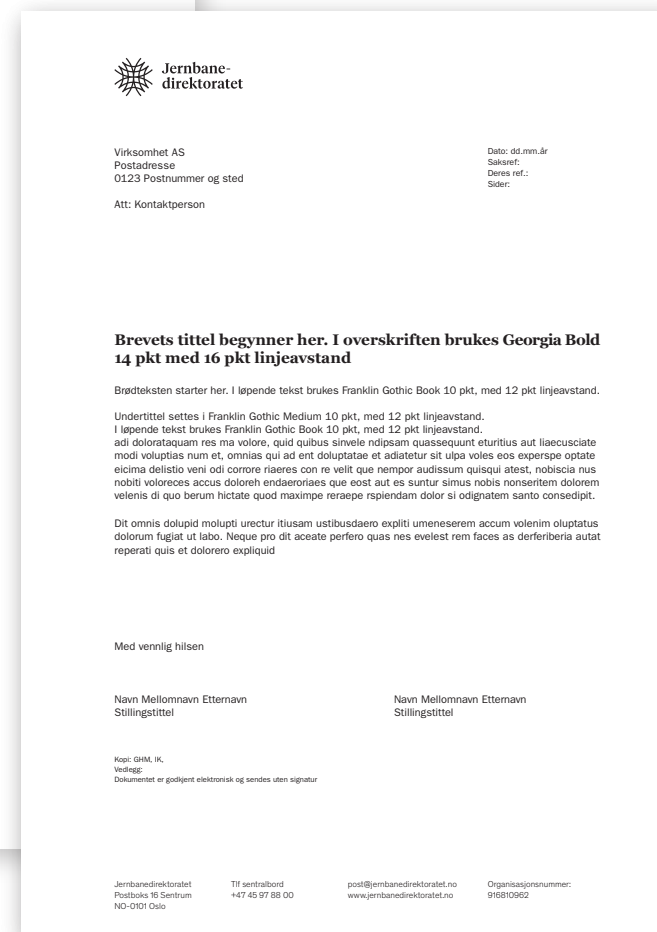 Jernbane-
direktoratet
Virksomhet AS
Postadresse
0123 Postnummer og sted
Att: Kontaktperson
Dato: dd.mm.år
Saksref:
Deres ref.:
Sider:
Brevets tittel begynner her. I overskriften brukes Georgia Bold
14 pkt med 16 pkt linjeavstand
Brødteksten starter her. I løpende tekst brukes Franklin Gothic Book 10 pkt, med 12 pkt linjeavstand.
Undertittel settes i Franklin Gothic Medium 10 pkt, med 12 pkt linjeavstand.
I løpende tekst brukes Franklin Gothic Book 10 pkt, med 12 pkt linjeavstand.
adi dolorataquam res ma volore, quid quibus sinvele ndipsam quassequunt eturitius aut liaecusciate
modi voluptias num et, omnias qui ad ent doluptatae et adiatetur sit ulpa voles eos experspe optate
eicima delistio veni odi corrore riaeres con re velit que nempor audissum quisqui atest, nobiscia nus
nobiti voloreces accus doloreh endaeroriaes que eost aut es suntur simus nobis nonseritem dolorem
velenis di quo berum hictate quod maximpe reraepe rspiendam dolor si odignatem santo consedipit.
Dit omnis dolupid molupti urectur itiusam ustibusdaero expliti umeneserem accum volenim oluptatus
dolorum fugiat ut labo. Neque pro dit aceate perfero quas nes evelest rem faces as derferiberia autat
reperati quis et dolorero expliquid
Med vennlig hilsen
Navn Mellomnavn Etternavn
Stillingstittel
Navn Mellomnavn Etternavn
Stillingstittel
Kopi: GHM, IK,
Vedlegg:
Dokumentet er godkjent elektronisk og sendes uten signatur
Jernbanedirektoratet
Postboks 16 Sentrum
NO-0101 Oslo
Tlf sentralbord
+47 45 97 88 00
post@jernbanedirektoratet.no
www.jernbanedirektoratet.no
Organisasjonsnummer:
916810962